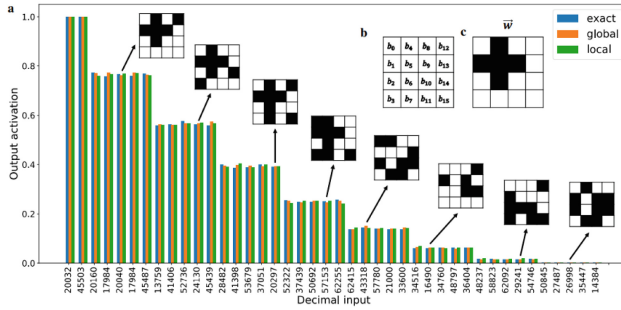 a
b
c
w
exact
global
local
b0 b4 b8 b12
b1 b5 b9 b13
b2 b6 b10 b14
b3 b7 b11 b15
Output activation
1.0
0.8
0.6
0.4
0.2
0.0
20032 45503 20160 17984 20040 17984 45487 13759 41406 52736 24130 45439 28482 41398 53679 37051 20297 52322 37439 50692 57153 62255 62415 43318 57780 21000 33600 34516 16490 34760 48797 36404 48237 58823 62092 29241 54746 50845 27487 26998 35447 14384
Decimal input